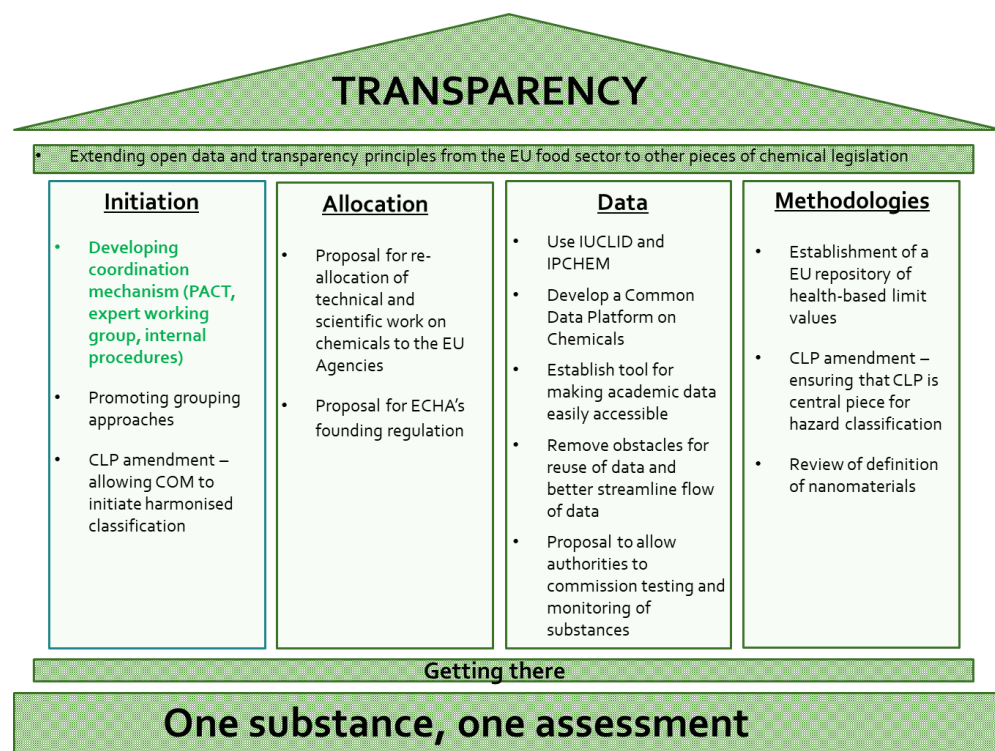 TRANSPARENCY
• Extending open data and transparency principles from the EU food sector to other pieces of chemical legislation
Initiation
• Developing
coordination
mechanism (PACT,
expert working
group, internal
procedures)
• Promoting grouping
approaches
• CLP amendment –
allowing COM to
initiate harmonised
classification
Allocation
• Proposal for re-
allocation of
technical and
scientific work on
chemicals to the EU
Agencies
• Proposal for ECHA’s
founding regulation
Data
• Use IUCLID and
IPCHEM
• Develop a Common
Data Platform on
Chemicals
• Establish tool for
making academic data
easily accessible
• Remove obstacles for
reuse of data and
better streamline flow
of data
• Proposal to allow
authorities to
commission testing and
monitoring of
substances
Methodologies
• Establishment of a
EU repository of
health-based limit
values
• CLP amendment –
ensuring that CLP is
central piece for
hazard classification
• Review of definition
of nanomaterials
Getting there
One substance, one assessment